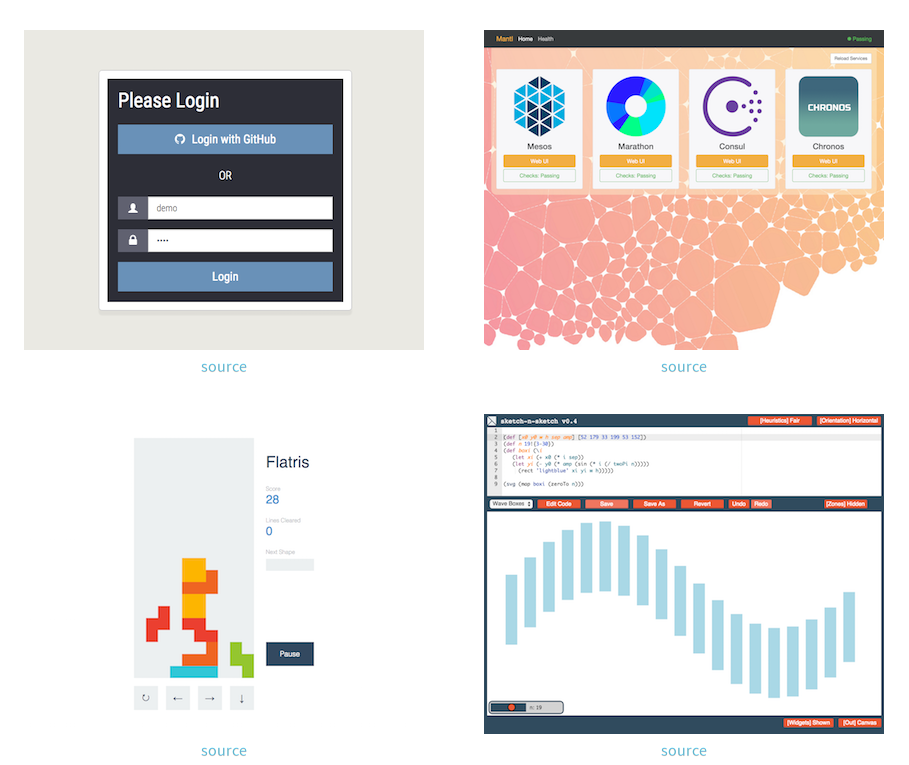 Please Login
Login with GitHub
OR
demo
••••
Login
source
Mantl Home Health
Passing
Reload Services
Mesos
Web UI
Checks: Passing
Marathon
Web UI
Checks: Passing
Consul
Web UI
Checks: Passing
CHRONOS
Chronos
Web UI
Checks: Passing
source
Flatris
Score
28
Lines Cleared
0
Next Shape
Pause
source
sketch-n-sketch v0.4
[Heuristics] Fair
[Orientation] Horizontal
1
2 (def [x0 y0 w h sep amp] [52 179 33 109 53 152])
3 (def n 19!{3-30})
4 (def boxi (\i
5 (let xi (+ x0 (* i sep))
6 (let yi (- y0 (* amp (sin (* i (/ twoPi n)))))
7 (rect 'lightblue' xi yi w h)))))
8
9 (svg (map boxi (zeroTo n)))
Wave Boxes
Edit Code
Save
Save As
Revert
Undo
Redo
[Zones] Hidden
n: 19
[Widgets] Shown
[Out] Canvas
source